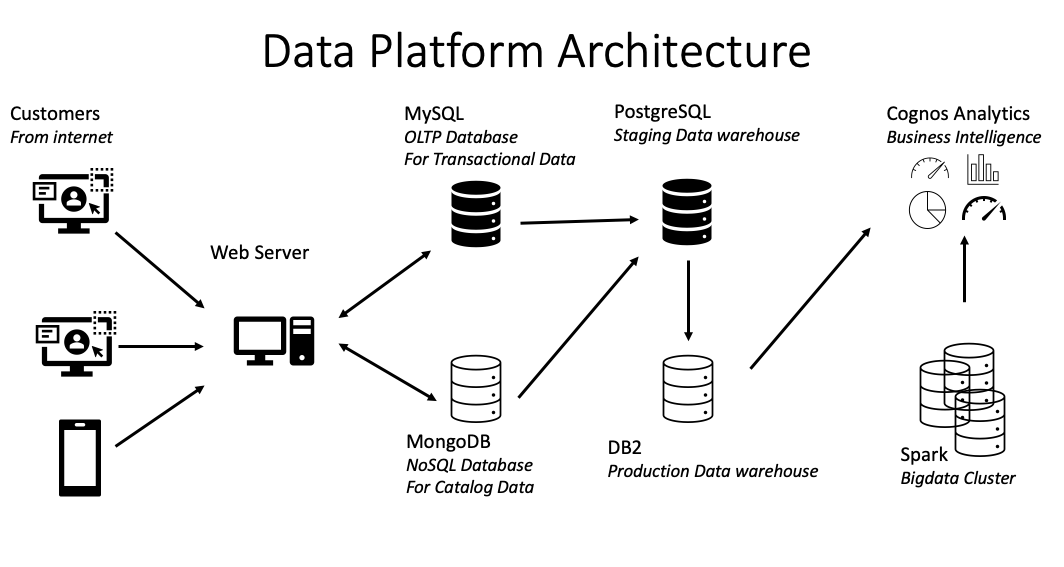 Data Platform Architecture
Customers
From internet
Web Server
MySQL
OLTP Database
For Transactional Data
MongoDB
NoSQL Database
For Catalog Data
PostgreSQL
Staging Data warehouse
DB2
Production Data warehouse
Cognos Analytics
Business Intelligence
Spark
Bigdata Cluster